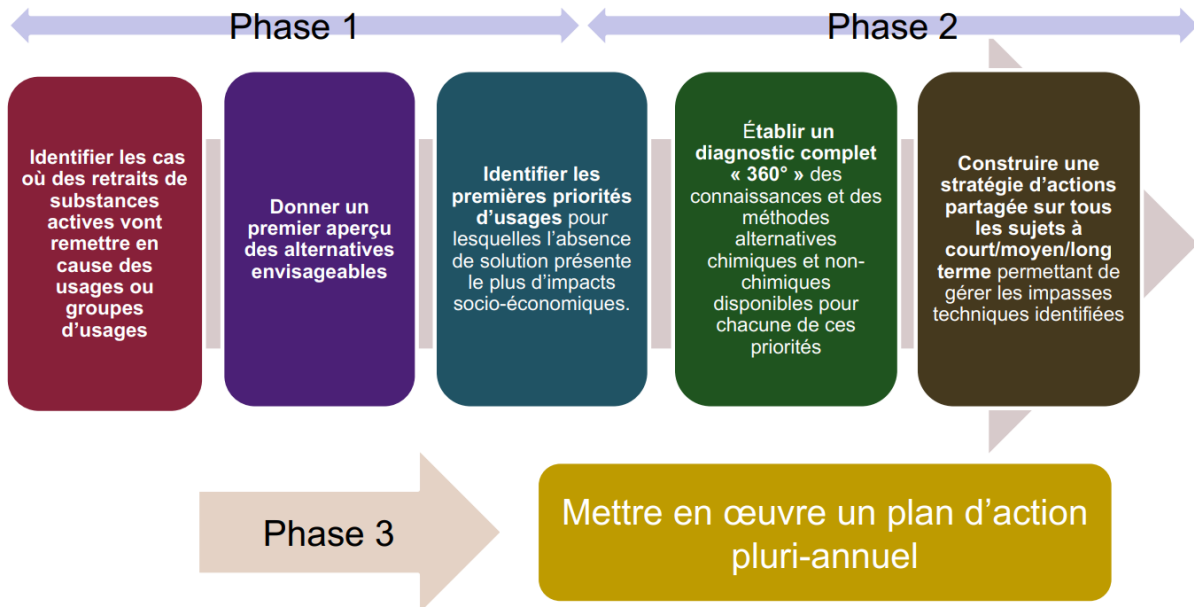 Phase 1
Phase 2
Identifier les cas
où des retraits de
substances
actives vont
remettre en
cause des
usages ou
groupes
d’usages
Donner un
premier aperçu
des alternatives
envisageables
Identifier les
premières priorités
d’usages pour
lesquelles l’absence
de solution présente
le plus d’impacts
socio-économiques.
Établir un
diagnostic complet
« 360° » des
connaissances et des
méthodes
alternatives
chimiques et non-
chimiques
disponibles pour
chacune de ces
priorités
Construire une
stratégie d’actions
partagée sur tous
les sujets à
court/moyen/long
terme permettant de
gérer les impasses
techniques identifiées
Phase 3
Mettre en œuvre un plan d’action
pluri-annuel